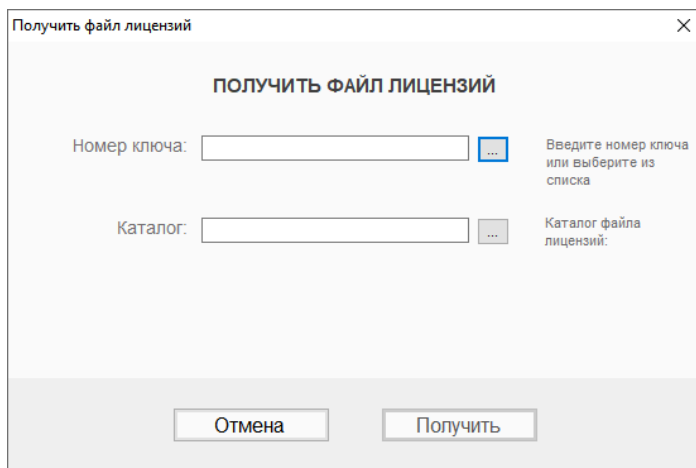 Получить файл лицензий
ПОЛУЧИТЬ ФАЙЛ ЛИЦЕНЗИЙ
Номер ключа:
...
Введите номер ключа
или выберите из
списка
Каталог:
...
Каталог файла
лицензий:
Отмена
Получить